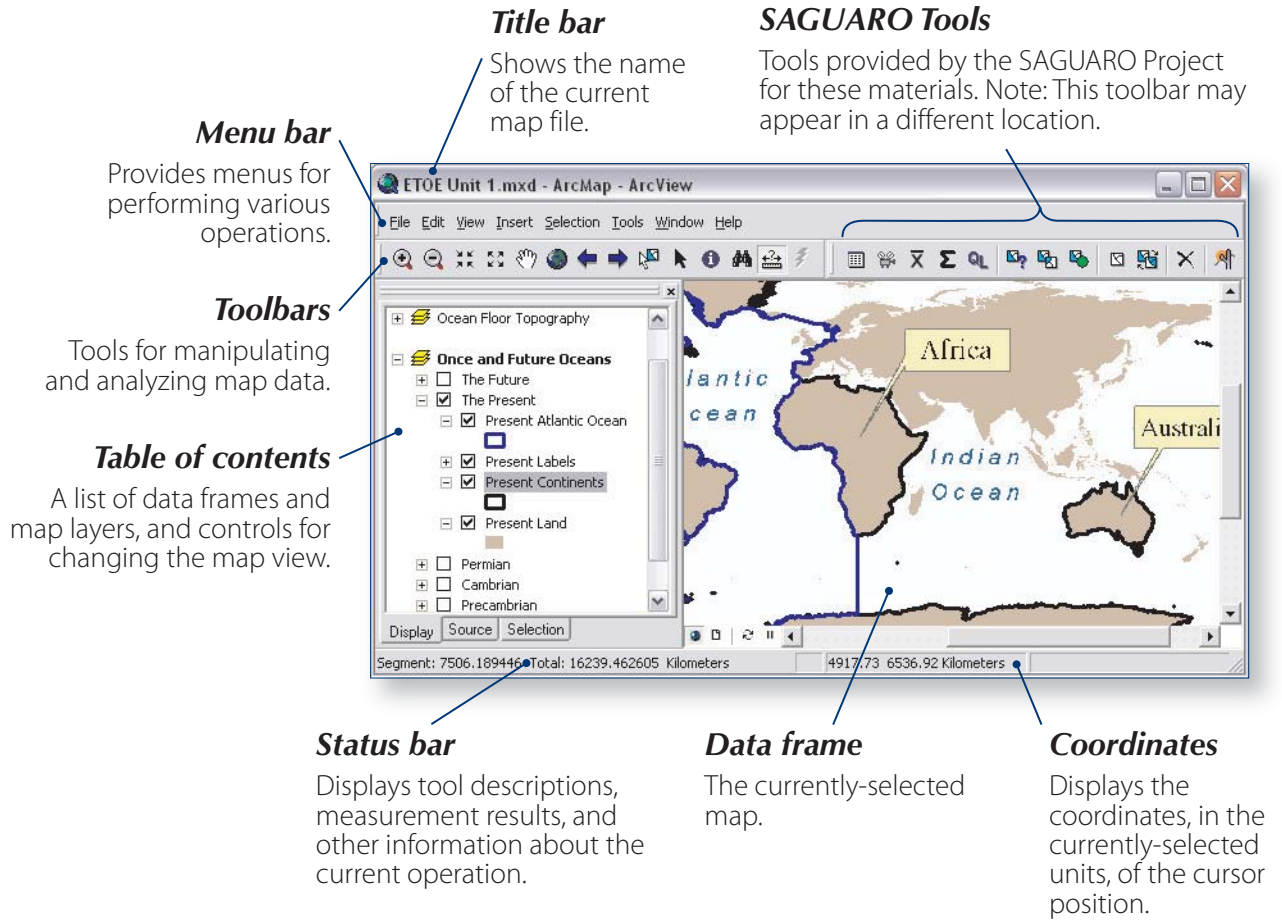 Title bar
Shows the name
of the current
map file.
SAGUARO Tools
Tools provided by the SAGUARO Project
for these materials. Note: This toolbar may
appear in a different location.
Menu bar
Provides menus for
performing various
operations.
Toolbars
Tools for manipulating
and analyzing map data.
Table of contents
A list of data frames and
map layers, and controls for
changing the map view.
ETOE Unit 1.mxd - ArcMap - ArcView
File Edit View Insert Selection Tools Window Help
Ocean Floor Topography
Once and Future Oceans
The Future
The Present
Present Atlantic Ocean
Present Labels
Present Continents
Present Land
Permian
Cambrian
Precambrian
Display Source Selection
lantic
cean
Africa
Indian
Ocean
Australi
Segment: 7506.189446 Total: 16239.462605 Kilometers
4917.73 6536.92 Kilometers
Status bar
Displays tool descriptions,
measurement results, and
other information about the
current operation.
Data frame
The currently-selected
map.
Coordinates
Displays the
coordinates, in the
currently-selected
units, of the cursor
position.